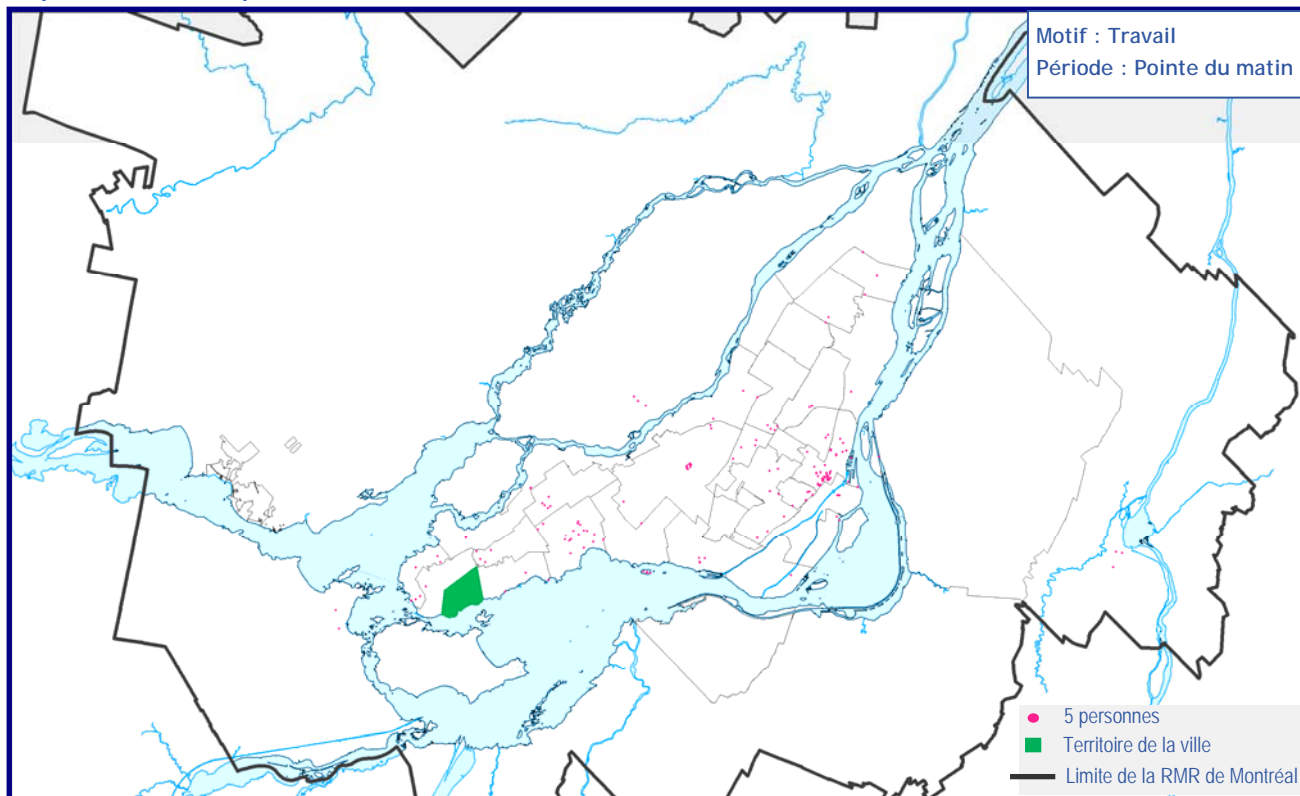 Motif : Travail
Période : Pointe du matin
5 personnes
Territoire de la ville
Limite de la RMR de Montréal